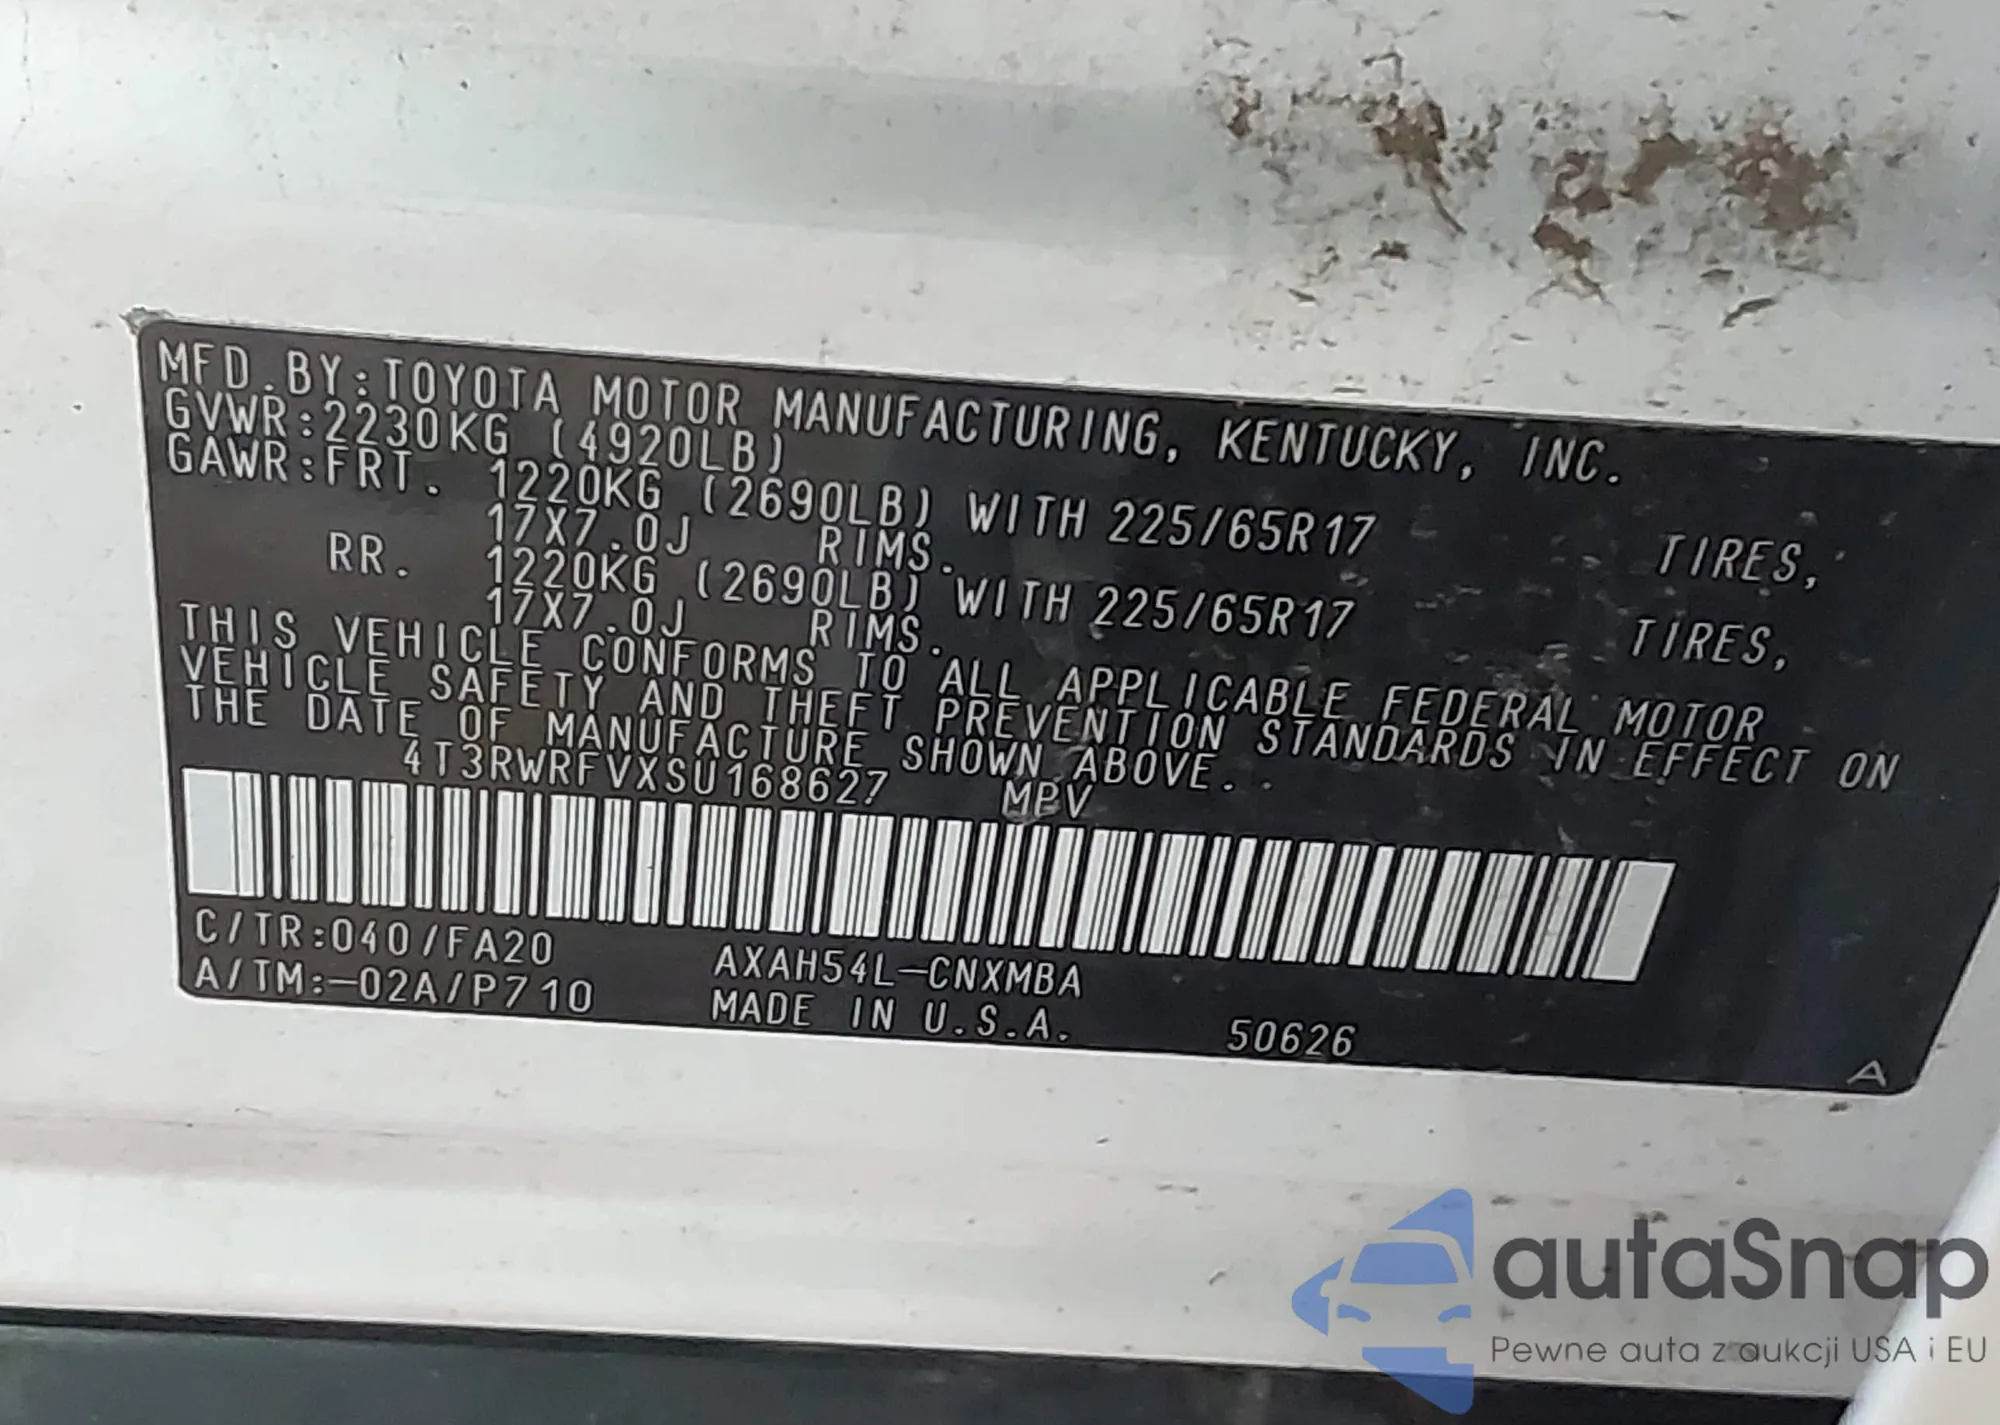 MFD.BY:TOYOTA MOTOR MANUFACTURING, KENTUCKY, INC.
GVWR:2230KG (4920LB)
GAWR:FRT. 1220KG (2690LB) WITH 225/65R17 TIRES,
17X7.0J RIMS.
RR. 1220KG (2690LB) WITH 225/65R17 TIRES,
17X7.0J RIMS.
THIS VEHICLE CONFORMS TO ALL APPLICABLE FEDERAL MOTOR
VEHICLE SAFETY AND THEFT PREVENTION STANDARDS IN EFFECT ON
THE DATE OF MANUFACTURE SHOWN ABOVE.
4T3RWRFVXSU168627 MPV
C/TR:040/FA20 AXAH54L-CNXMBA
A/TM:-02A/P710 MADE IN U.S.A. 50626
A
autaSnap
Pewne auta z aukcji USA i EU